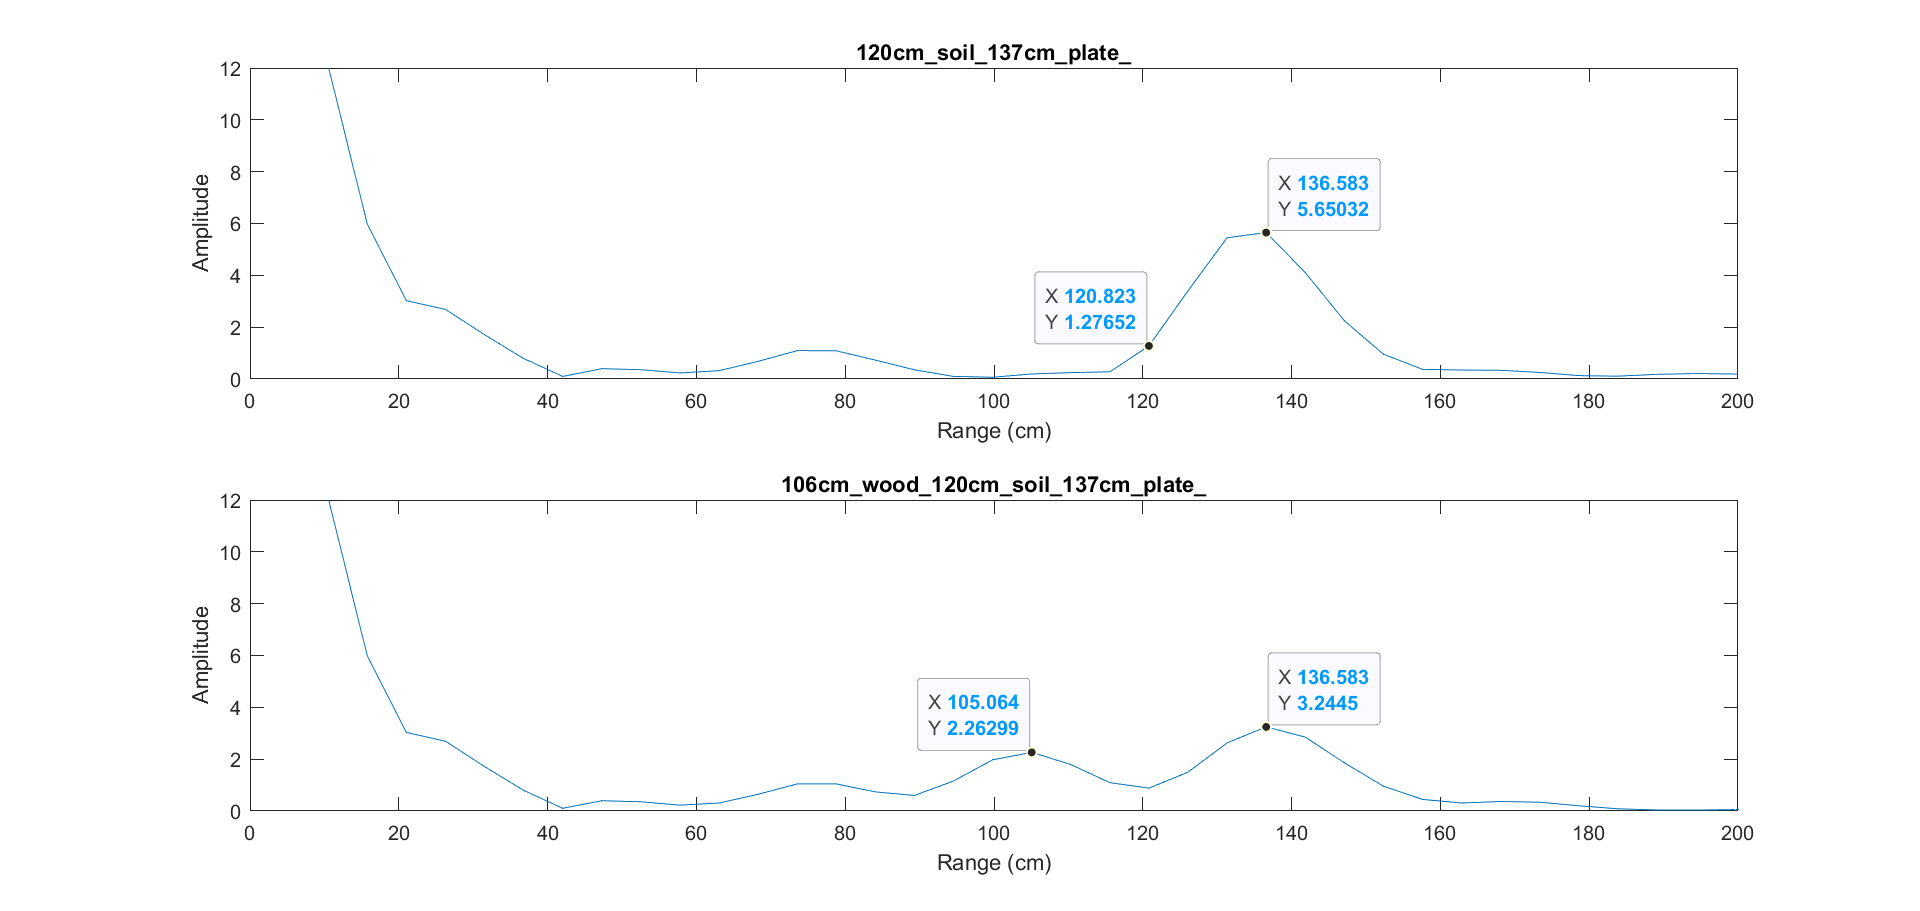 120cm_soil_137cm_plate_
12
10
8
6
4
2
0
Amplitude
X 136.583
Y 5.65032
X 120.823
Y 1.27652
0 20 40 60 80 100 120 140 160 180 200
Range (cm)
106cm_wood_120cm_soil_137cm_plate_
12
10
8
6
4
2
0
Amplitude
X 105.064
Y 2.26299
X 136.583
Y 3.2445
0 20 40 60 80 100 120 140 160 180 200
Range (cm)